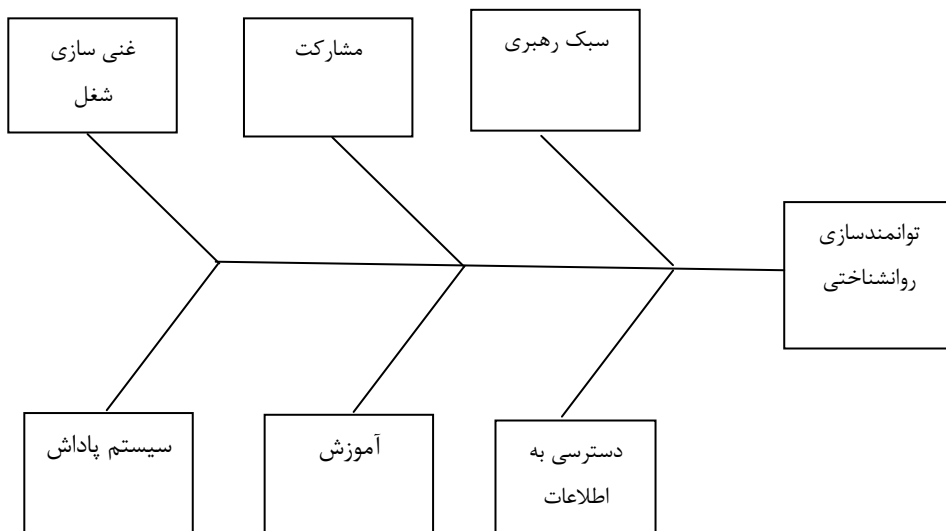 سبک رهبری
مشارکت
غنی سازی
شغل
توانمندسازی
روانشناختی
دسترسی به
اطلاعات
آموزش
سیستم پاداش